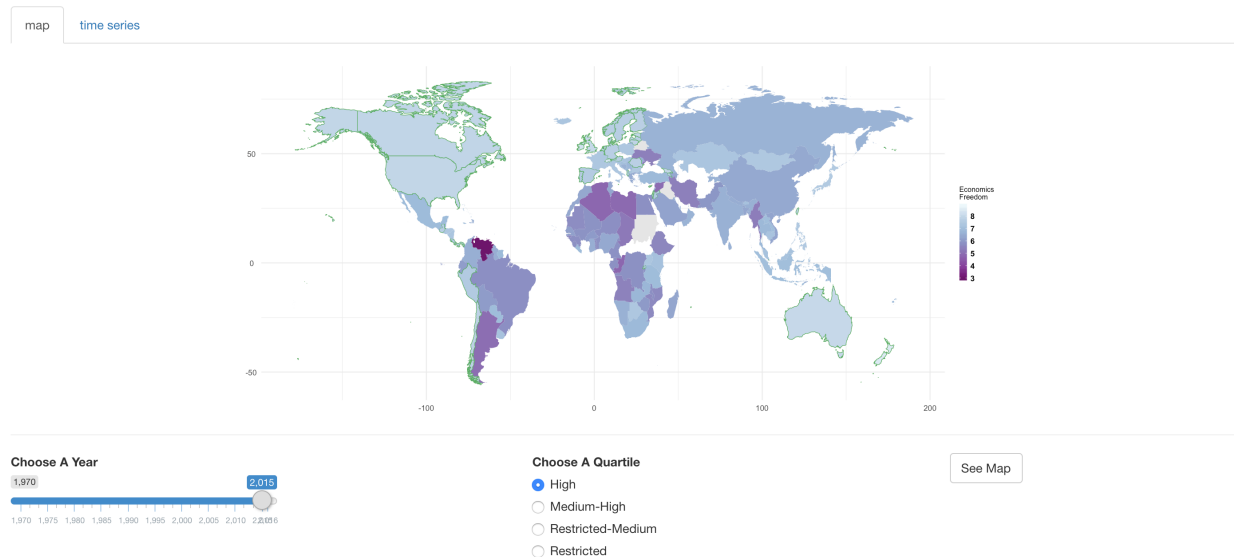 map time series
50
0
-50
-100 0 100 200
Economics
Freedom
8
7
6
5
4
3
Choose A Year
1,970 2,015
1,970 1,975 1,980 1,985 1,990 1,995 2,000 2,005 2,010
Choose A Quartile
High
Medium-High
Restricted-Medium
Restricted
See Map